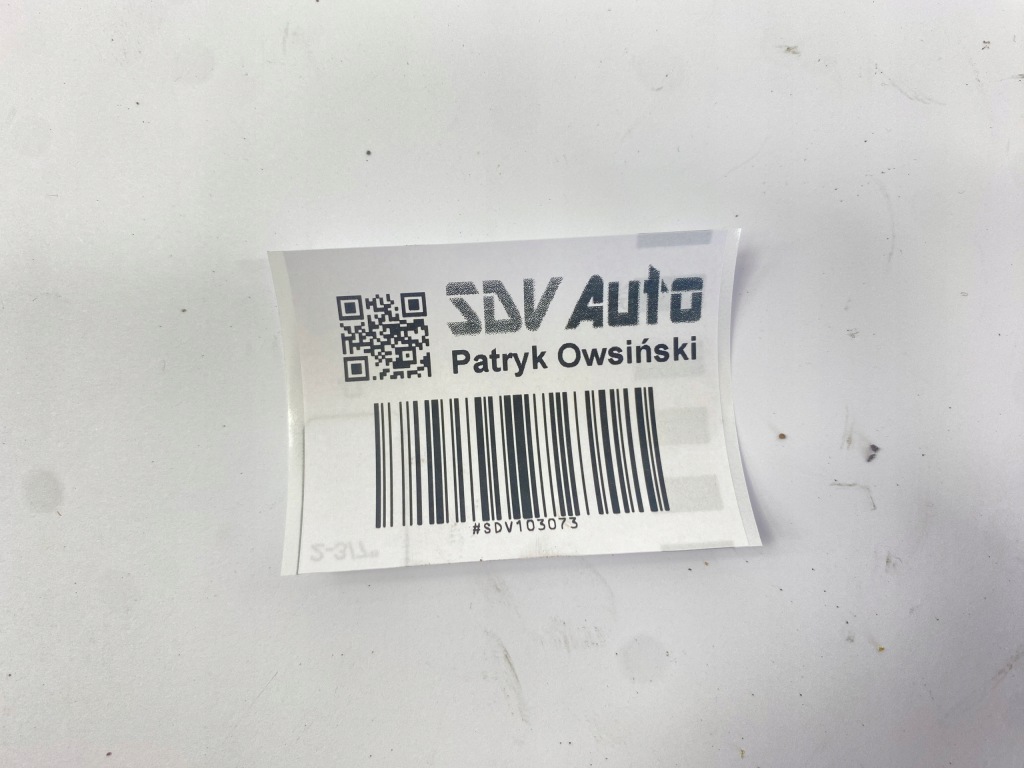 SDV Auto
Patryk Owsiński
#SDV103073